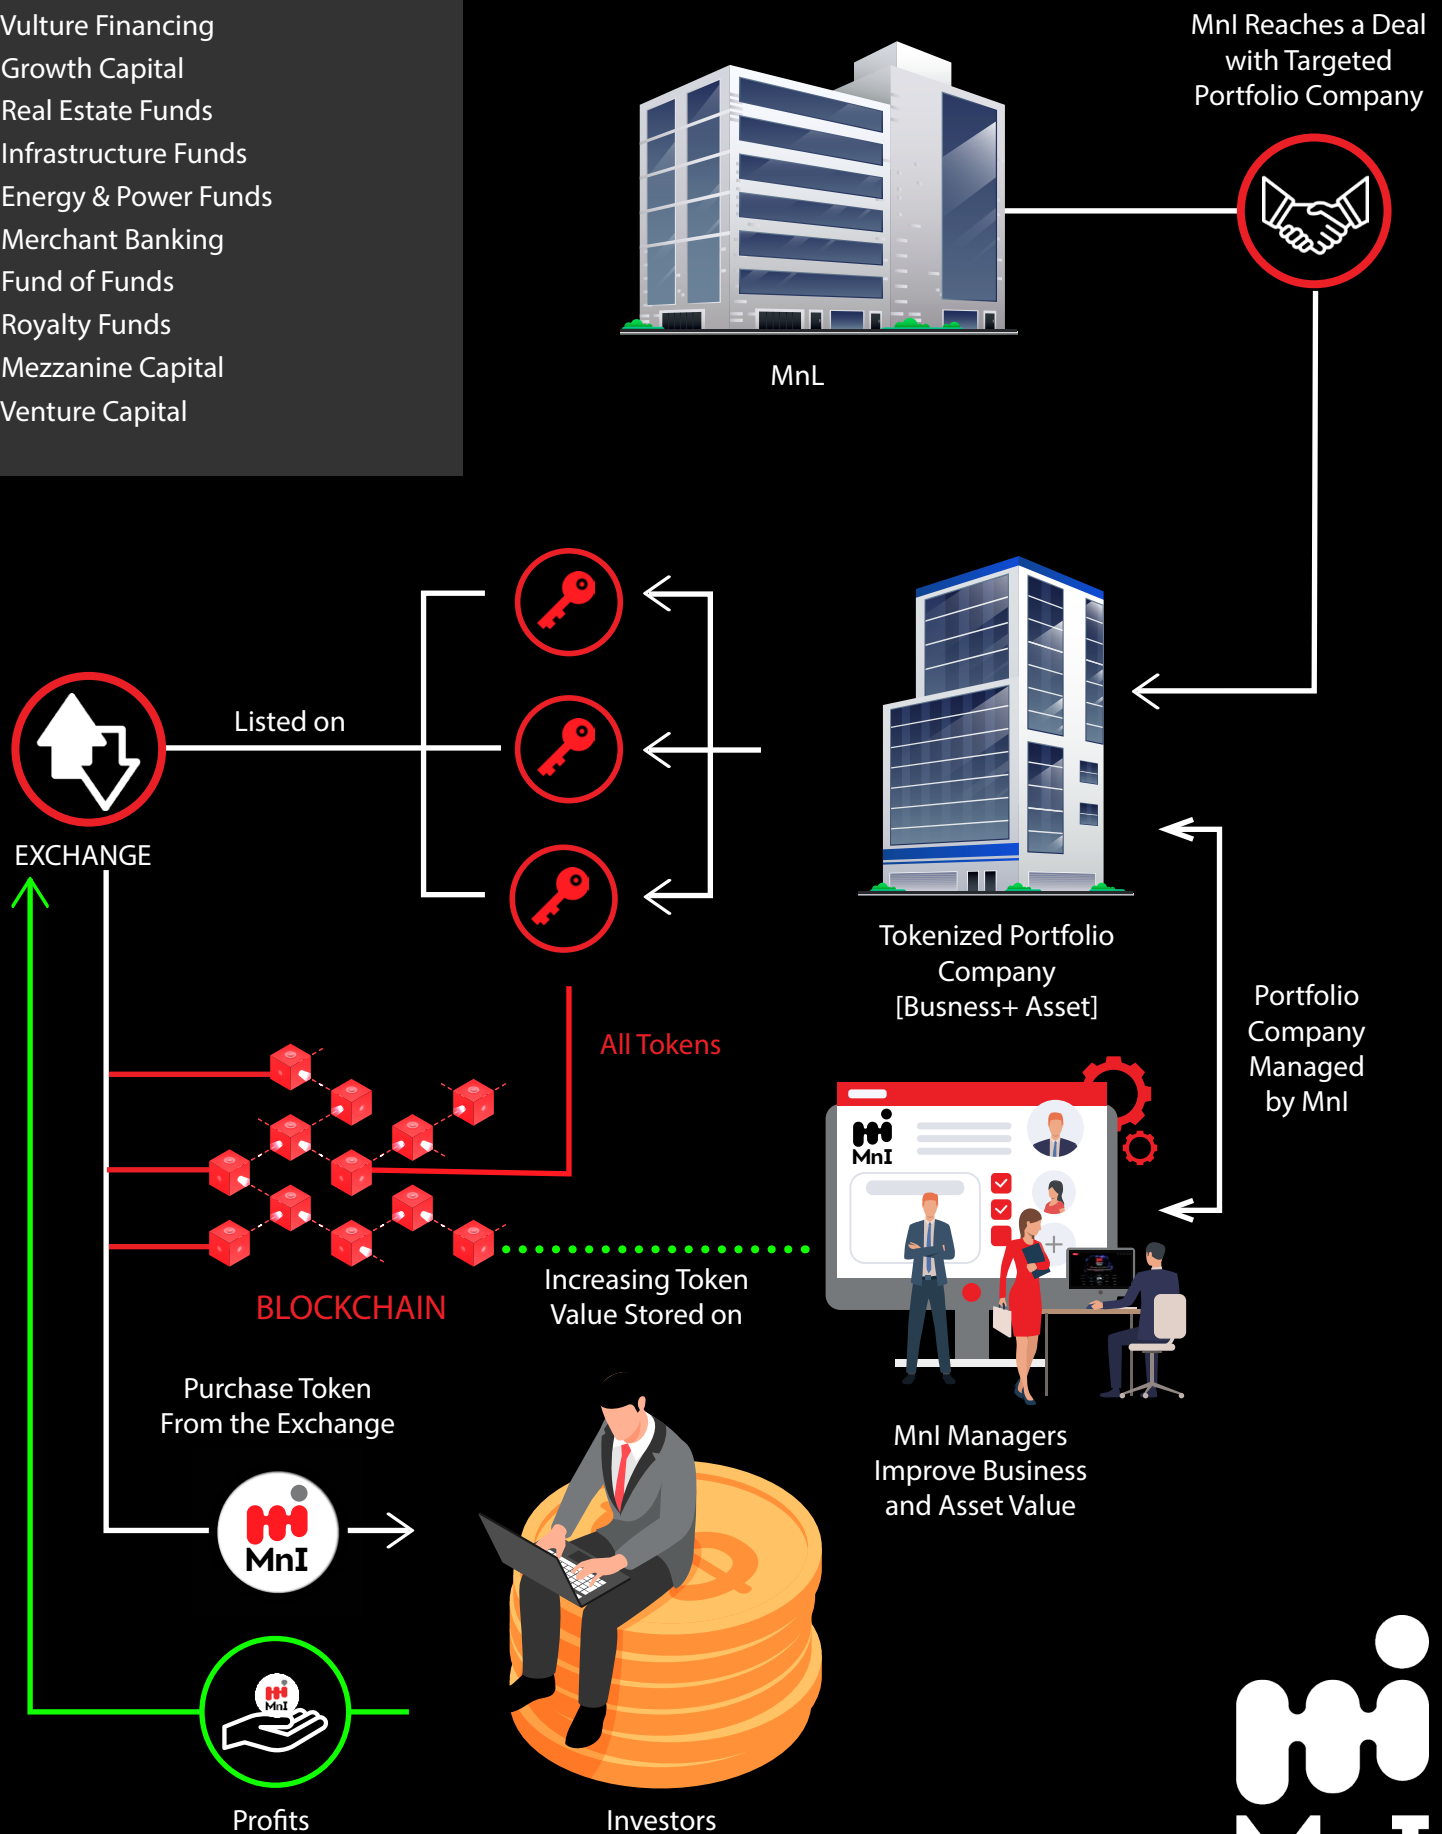 Vulture Financing
Growth Capital
Real Estate Funds
Infrastructure Funds
Energy & Power Funds
Merchant Banking
Fund of Funds
Royalty Funds
Mezzanine Capital
Venture Capital
MnL
MnI Reaches a Deal
with Targeted
Portfolio Company
Listed on
EXCHANGE
Tokenized Portfolio
Company
[Busness+ Asset]
Portfolio
Company
Managed
by MnI
All Tokens
MnI
BLOCKCHAIN
Increasing Token
Value Stored on
MnI Managers
Improve Business
and Asset Value
Purchase Token
From the Exchange
MnI
MnI
Profits
Investors
MnI